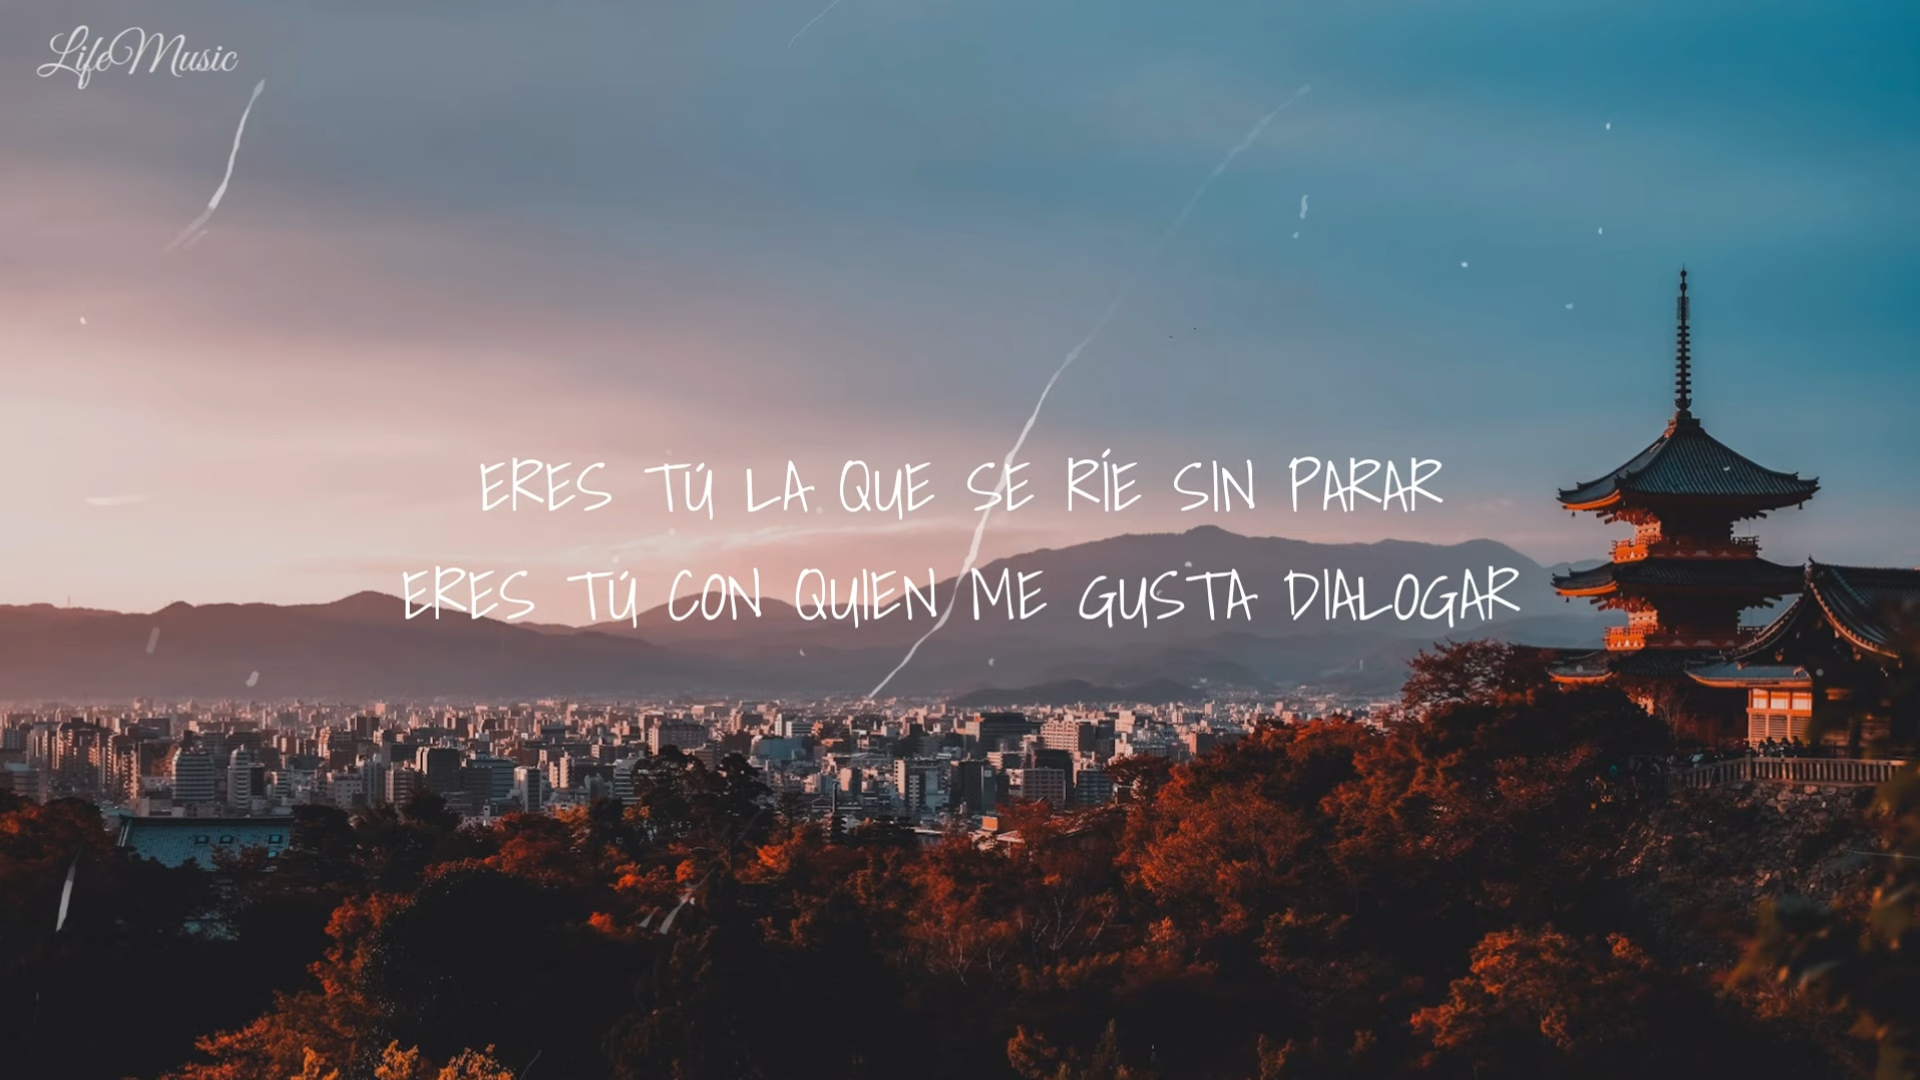 LifeMusic
ERES TÚ LA QUE SE RÍE SIN PARAR
ERES TÚ CON QUIEN ME GUSTA DIALOGAR